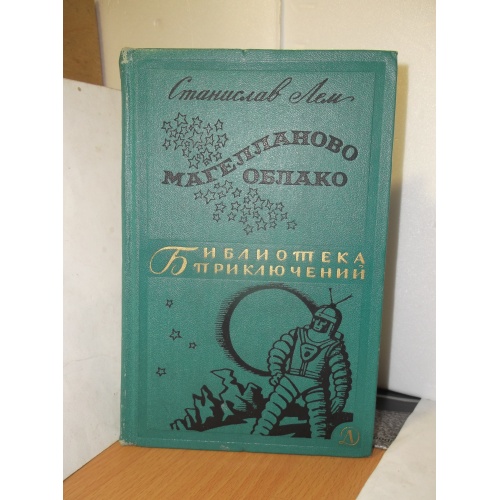 Станислав Лем
МАГЕЛЛАНОВО
ОБЛАКО
БИБЛИОТЕКА
ПРИКЛЮЧЕНИЙ
Д